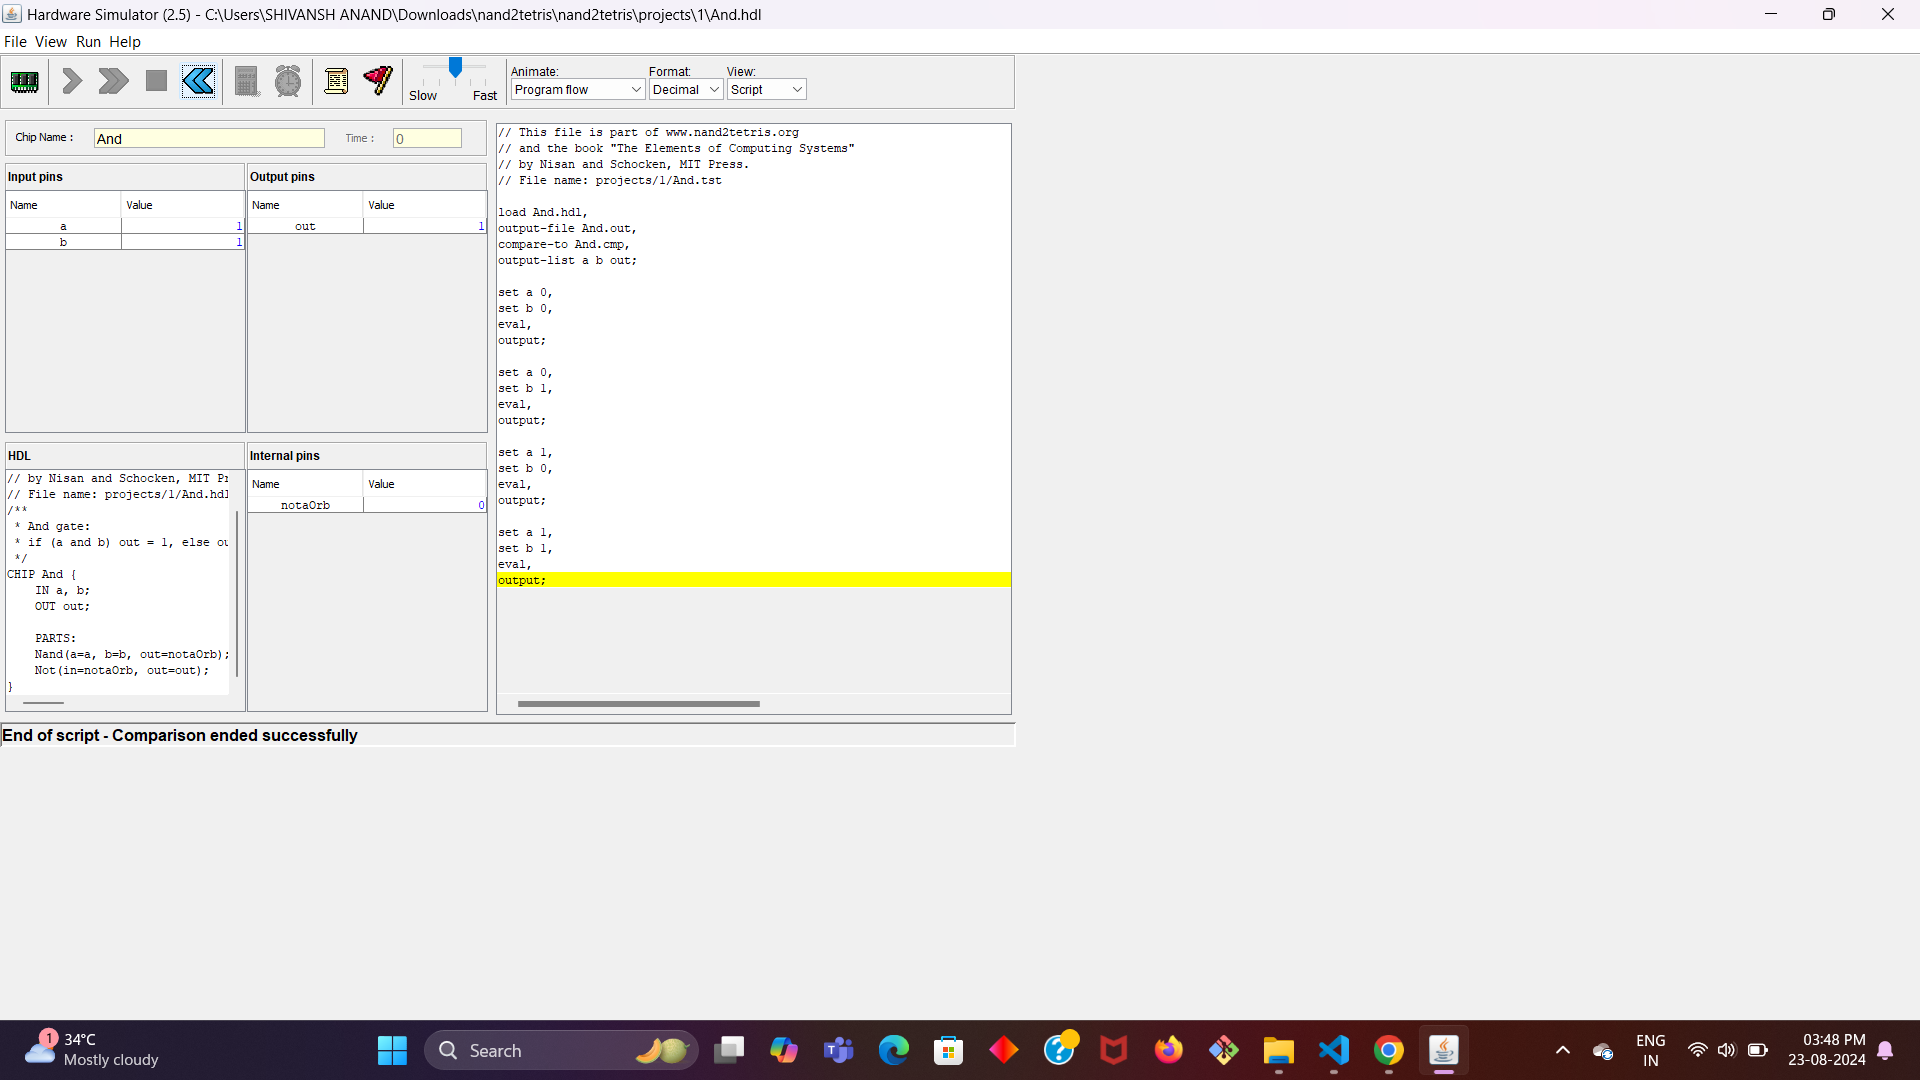 Hardware Simulator (2.5) - C:\Users\SHIVANSH ANAND\Downloads\nand2tetris\nand2tetris\projects\1\And.hdl
File View Run Help
Slow Fast
Animate: Format: View:
Program flow Decimal Script
Chip Name : And Time : 0
Input pins
Name Value
a 1
b 1
Output pins
Name Value
out 1
HDL
// by Nisan and Schocken, MIT Pr
// File name: projects/1/And.hdl
/**
* And gate:
* if (a and b) out = 1, else ou
*/
CHIP And {
IN a, b;
OUT out;
PARTS:
Nand(a=a, b=b, out=notaOrb);
Not(in=notaOrb, out=out);
}
Internal pins
Name Value
notaOrb 0
// This file is part of www.nand2tetris.org
// and the book "The Elements of Computing Systems"
// by Nisan and Schocken, MIT Press.
// File name: projects/1/And.tst
load And.hdl,
output-file And.out,
compare-to And.cmp,
output-list a b out;
set a 0,
set b 0,
eval,
output;
set a 0,
set b 1,
eval,
output;
set a 1,
set b 0,
eval,
output;
set a 1,
set b 1,
eval,
output;
End of script - Comparison ended successfully
1
34°C
Mostly cloudy
Search
ENG
IN
03:48 PM
23-08-2024